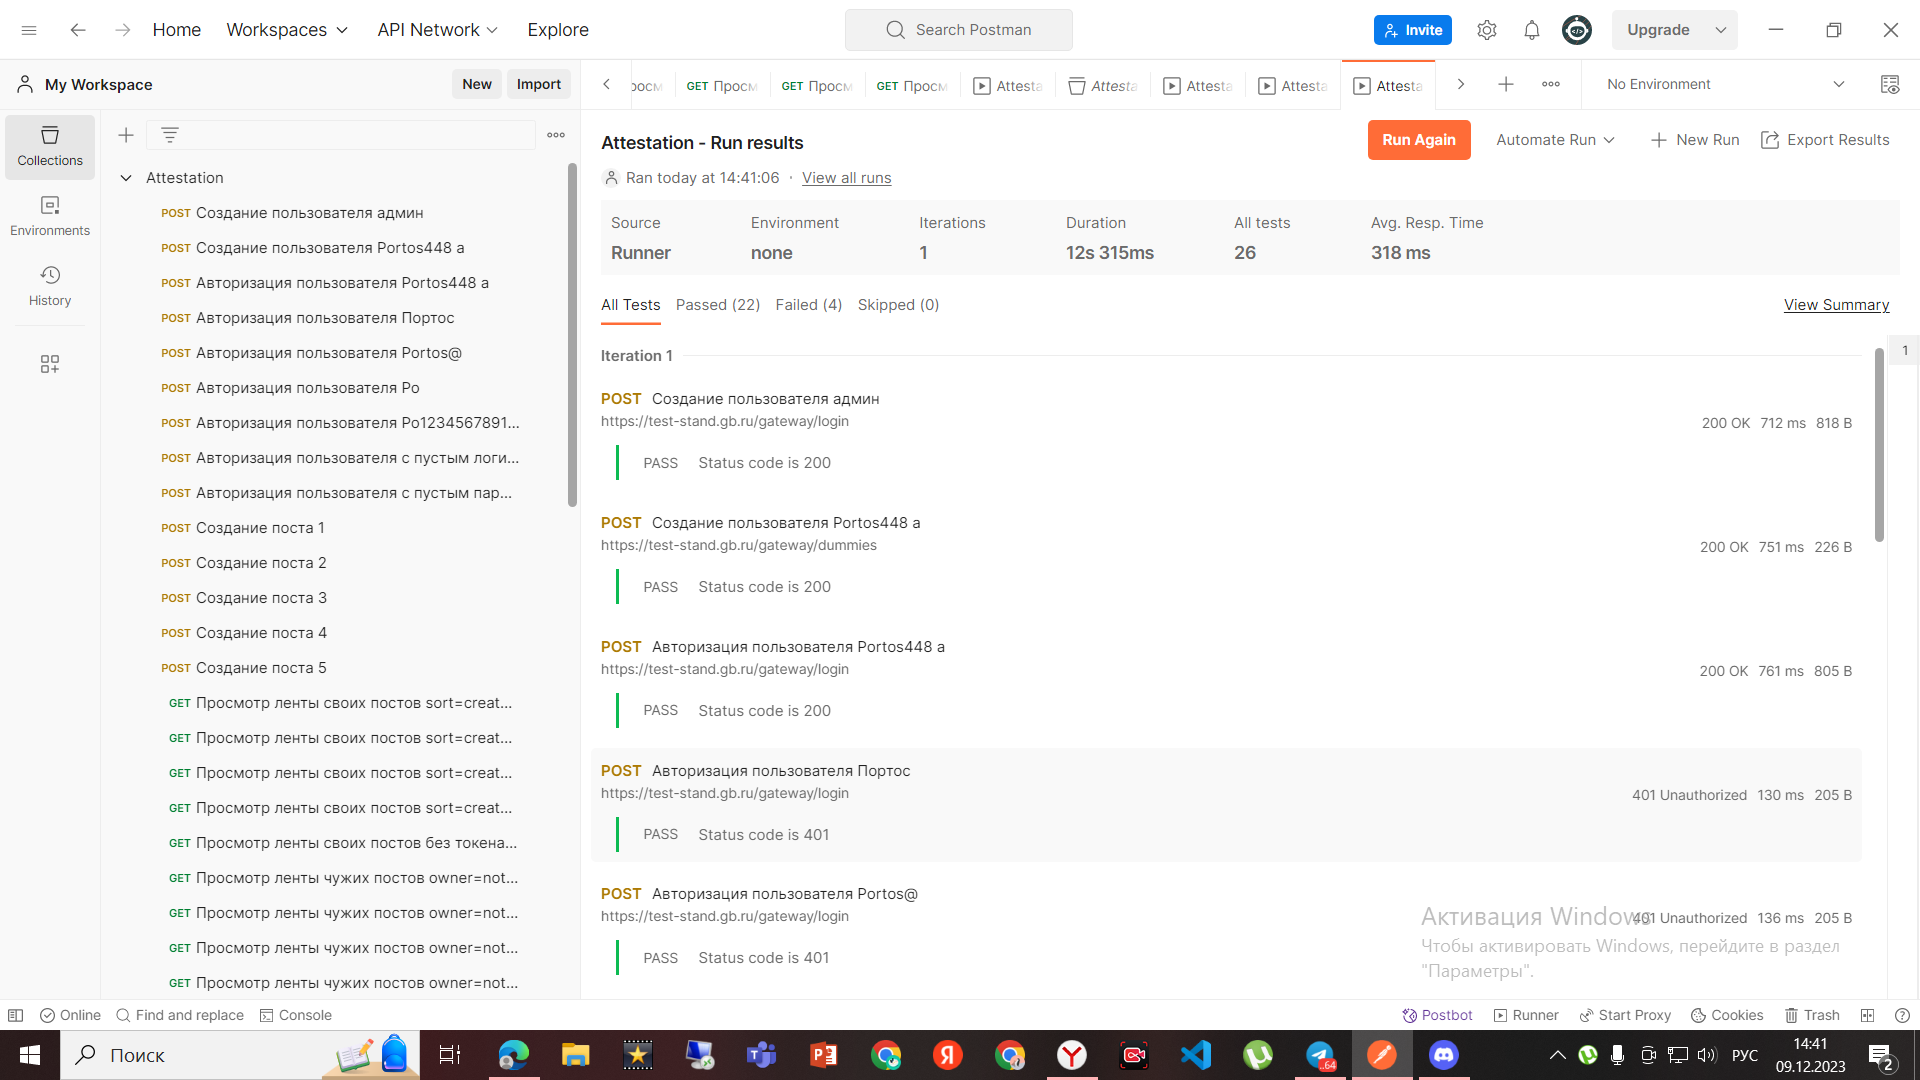 Home
Workspaces
API Network
Explore
Search Postman
Invite
Upgrade
My Workspace
New
Import
GET Просм
GET Просм
GET Просм
Attesta
Attesta
Attesta
Attesta
Attesta
No Environment
Collections
Environments
History
Attestation
POST Создание пользователя админ
POST Создание пользователя Portos448 a
POST Авторизация пользователя Portos448 a
POST Авторизация пользователя Портос
POST Авторизация пользователя Portos@
POST Авторизация пользователя Po
POST Авторизация пользователя Po1234567891...
POST Авторизация пользователя с пустым логи...
POST Авторизация пользователя с пустым пар...
POST Создание поста 1
POST Создание поста 2
POST Создание поста 3
POST Создание поста 4
POST Создание поста 5
GET Просмотр ленты своих постов sort=creat...
GET Просмотр ленты своих постов sort=creat...
GET Просмотр ленты своих постов sort=creat...
GET Просмотр ленты своих постов sort=creat...
GET Просмотр ленты своих постов без токена...
GET Просмотр ленты чужих постов owner=not...
GET Просмотр ленты чужих постов owner=not...
GET Просмотр ленты чужих постов owner=not...
GET Просмотр ленты чужих постов owner=not...
Attestation - Run results
Run Again
Automate Run
New Run
Export Results
Ran today at 14:41:06 · View all runs
Source Environment Iterations Duration All tests Avg. Resp. Time
Runner none 1 12s 315ms 26 318 ms
All Tests Passed (22) Failed (4) Skipped (0)
View Summary
Iteration 1
1
POST Создание пользователя админ
https://test-stand.gb.ru/gateway/login
200 OK 712 ms 818 B
PASS Status code is 200
POST Создание пользователя Portos448 a
https://test-stand.gb.ru/gateway/dummies
200 OK 751 ms 226 B
PASS Status code is 200
POST Авторизация пользователя Portos448 a
https://test-stand.gb.ru/gateway/login
200 OK 761 ms 805 B
PASS Status code is 200
POST Авторизация пользователя Портос
https://test-stand.gb.ru/gateway/login
401 Unauthorized 130 ms 205 B
PASS Status code is 401
POST Авторизация пользователя Portos@
https://test-stand.gb.ru/gateway/login
401 Unauthorized 136 ms 205 B
PASS Status code is 401
Активация Windows
Чтобы активировать Windows, перейдите в раздел
"Параметры".
Online
Find and replace
Console
Postbot
Runner
Start Proxy
Cookies
Trash
Поиск
РУС
14:41
09.12.2023
2